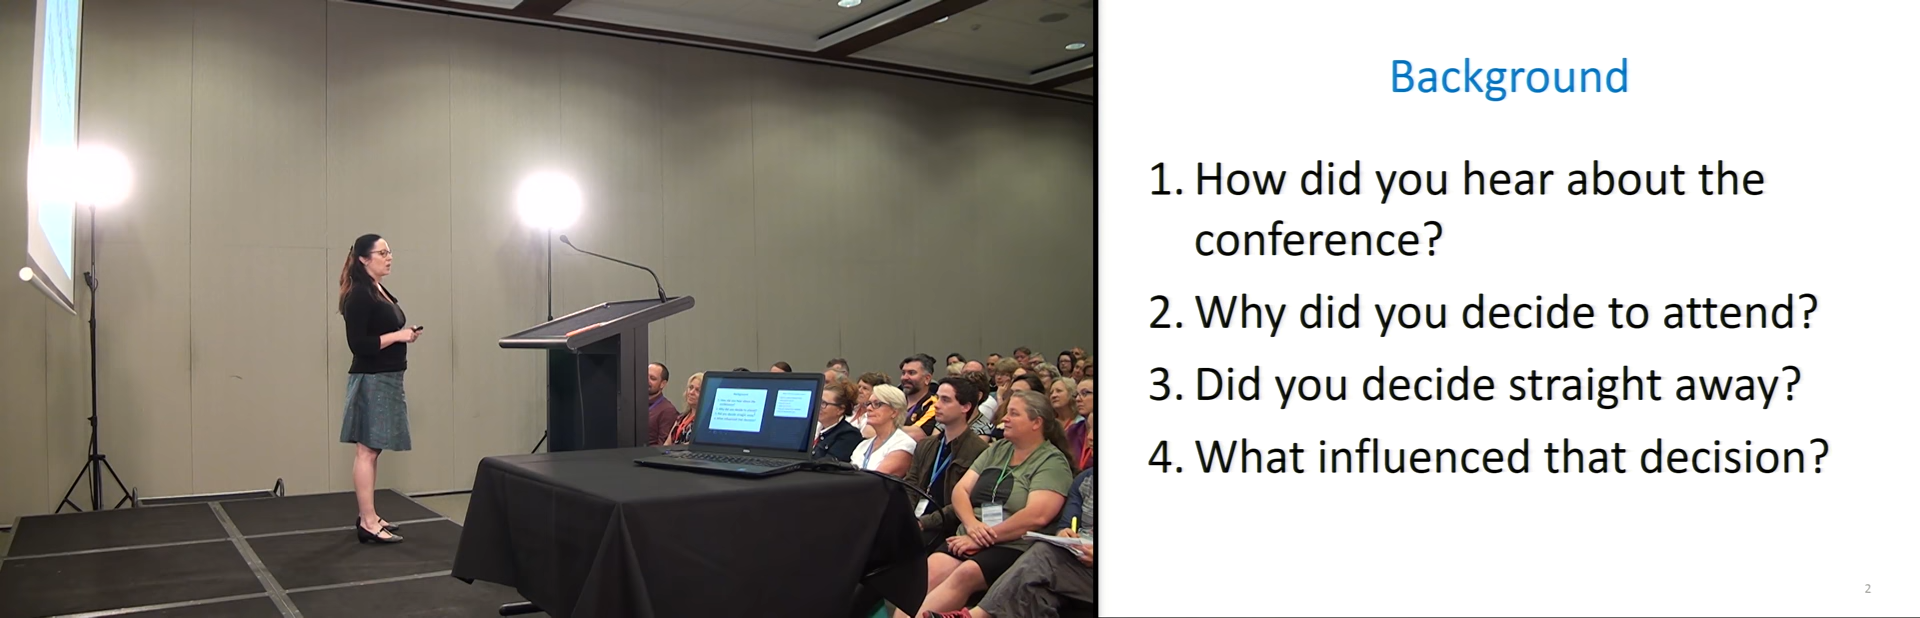 Background
1. How did you hear about the
conference?
2. Why did you decide to attend?
3. Did you decide straight away?
4. What influenced that decision?
2